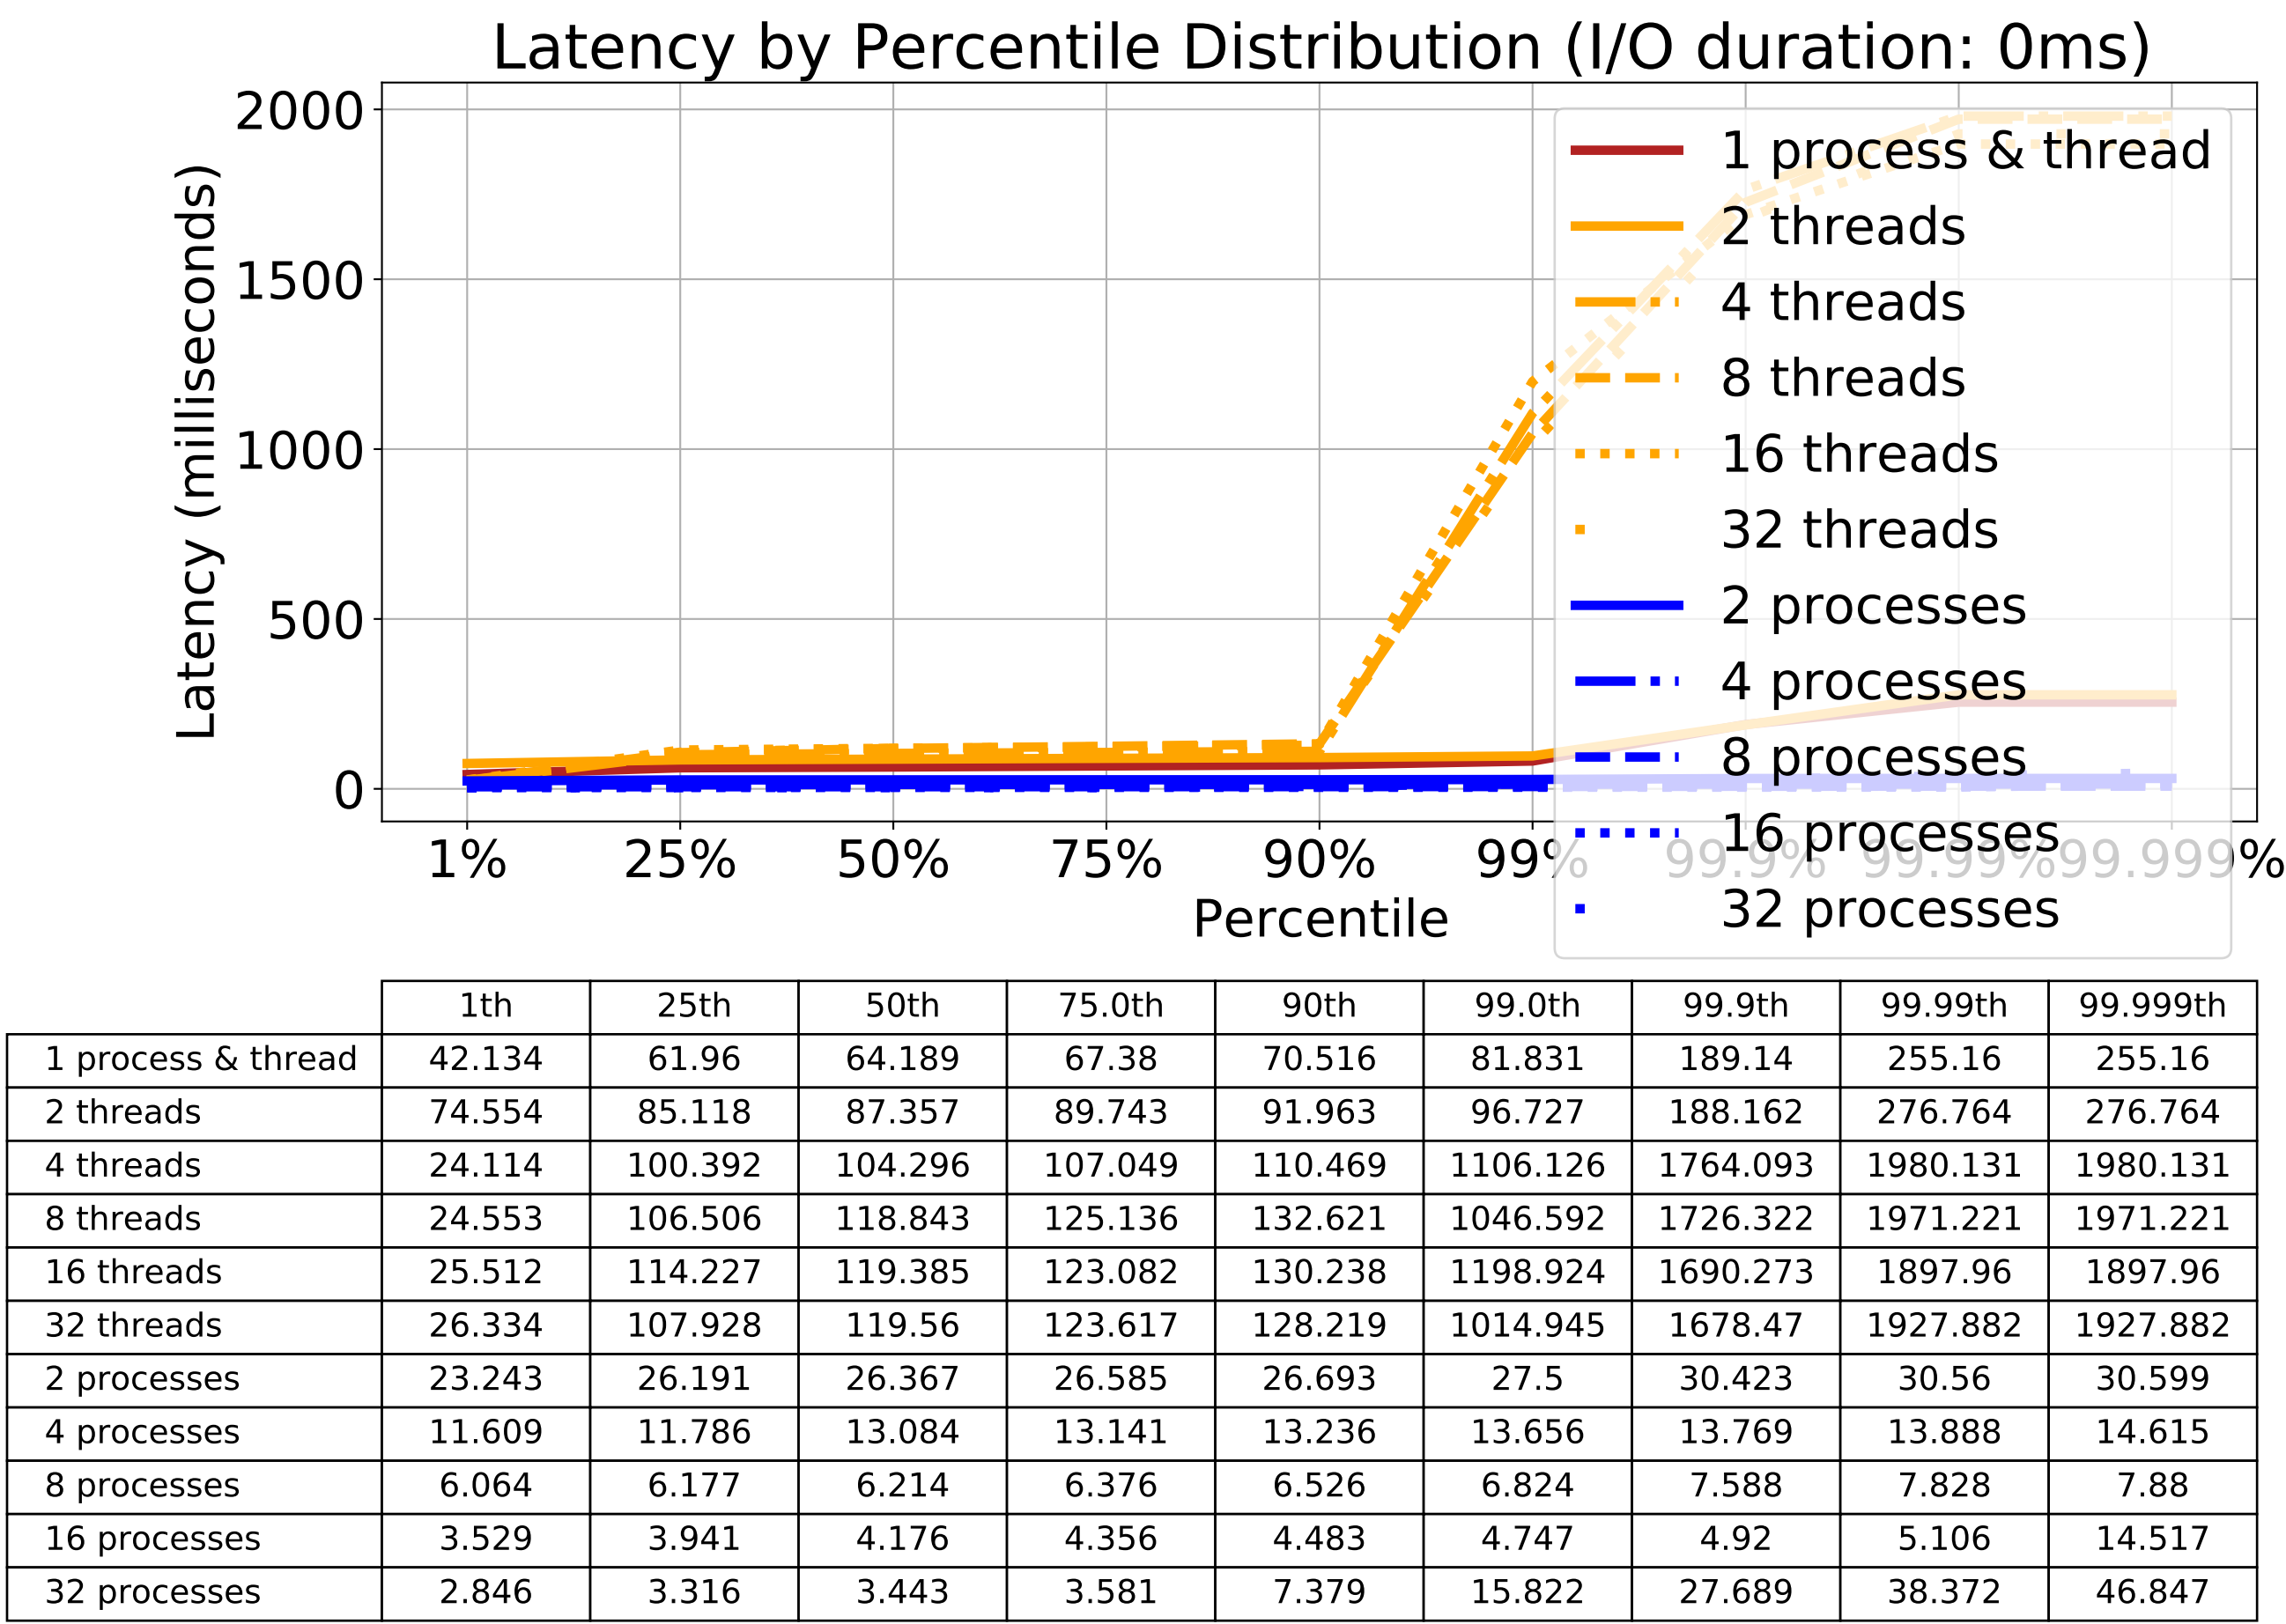 Latency by Percentile Distribution (I/O duration: 0ms)
Latency (milliseconds)
2000
1500
1000
500
0
1 process & thread
2 threads
4 threads
8 threads
16 threads
32 threads
2 processes
4 processes
8 processes
16 processes
32 processes
1% 25% 50% 75% 90% 99% 99.9% 99.99% 99.999%
Percentile
1th 25th 50th 75.0th 90th 99.0th 99.9th 99.99th 99.999th
1 process & thread 42.134 61.96 64.189 67.38 70.516 81.831 189.14 255.16 255.16
2 threads 74.554 85.118 87.357 89.743 91.963 96.727 188.162 276.764 276.764
4 threads 24.114 100.392 104.296 107.049 110.469 1106.126 1764.093 1980.131 1980.131
8 threads 24.553 106.506 118.843 125.136 132.621 1046.592 1726.322 1971.221 1971.221
16 threads 25.512 114.227 119.385 123.082 130.238 1198.924 1690.273 1897.96 1897.96
32 threads 26.334 107.928 119.56 123.617 128.219 1014.945 1678.47 1927.882 1927.882
2 processes 23.243 26.191 26.367 26.585 26.693 27.5 30.423 30.56 30.599
4 processes 11.609 11.786 13.084 13.141 13.236 13.656 13.769 13.888 14.615
8 processes 6.064 6.177 6.214 6.376 6.526 6.824 7.588 7.828 7.88
16 processes 3.529 3.941 4.176 4.356 4.483 4.747 4.92 5.106 14.517
32 processes 2.846 3.316 3.443 3.581 7.379 15.822 27.689 38.372 46.847